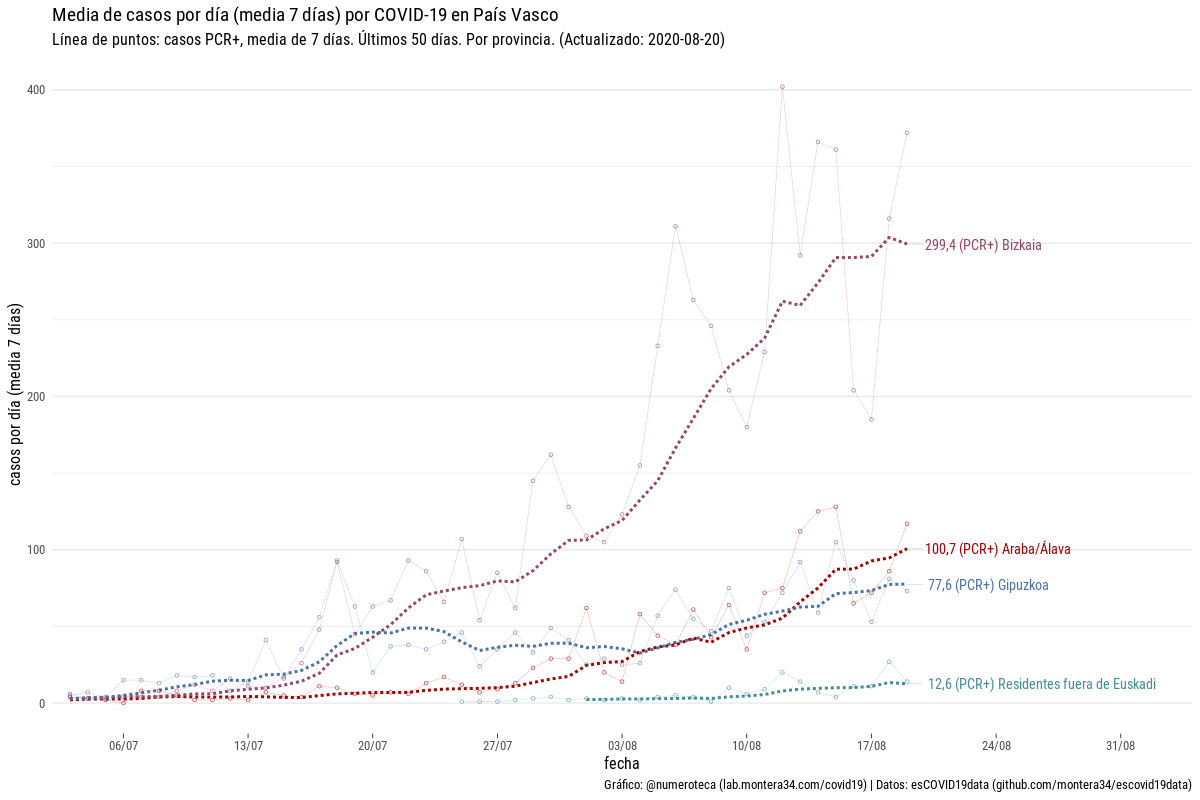 Media de casos por día (media 7 días) por COVID-19 en País Vasco
Línea de puntos: casos PCR+, media de 7 días. Últimos 50 días. Por provincia. (Actualizado: 2020-08-20)
casos por día (media 7 días)
400
300
200
100
0
299,4 (PCR+) Bizkaia
100,7 (PCR+) Araba/Álava
77,6 (PCR+) Gipuzkoa
12,6 (PCR+) Residentes fuera de Euskadi
06/07 13/07 20/07 27/07 03/08 10/08 17/08 24/08 31/08
fecha
Gráfico: @numeroteca (lab.montera34.com/covid19) | Datos: esCOVID19data (github.com/montera34/escovid19data)